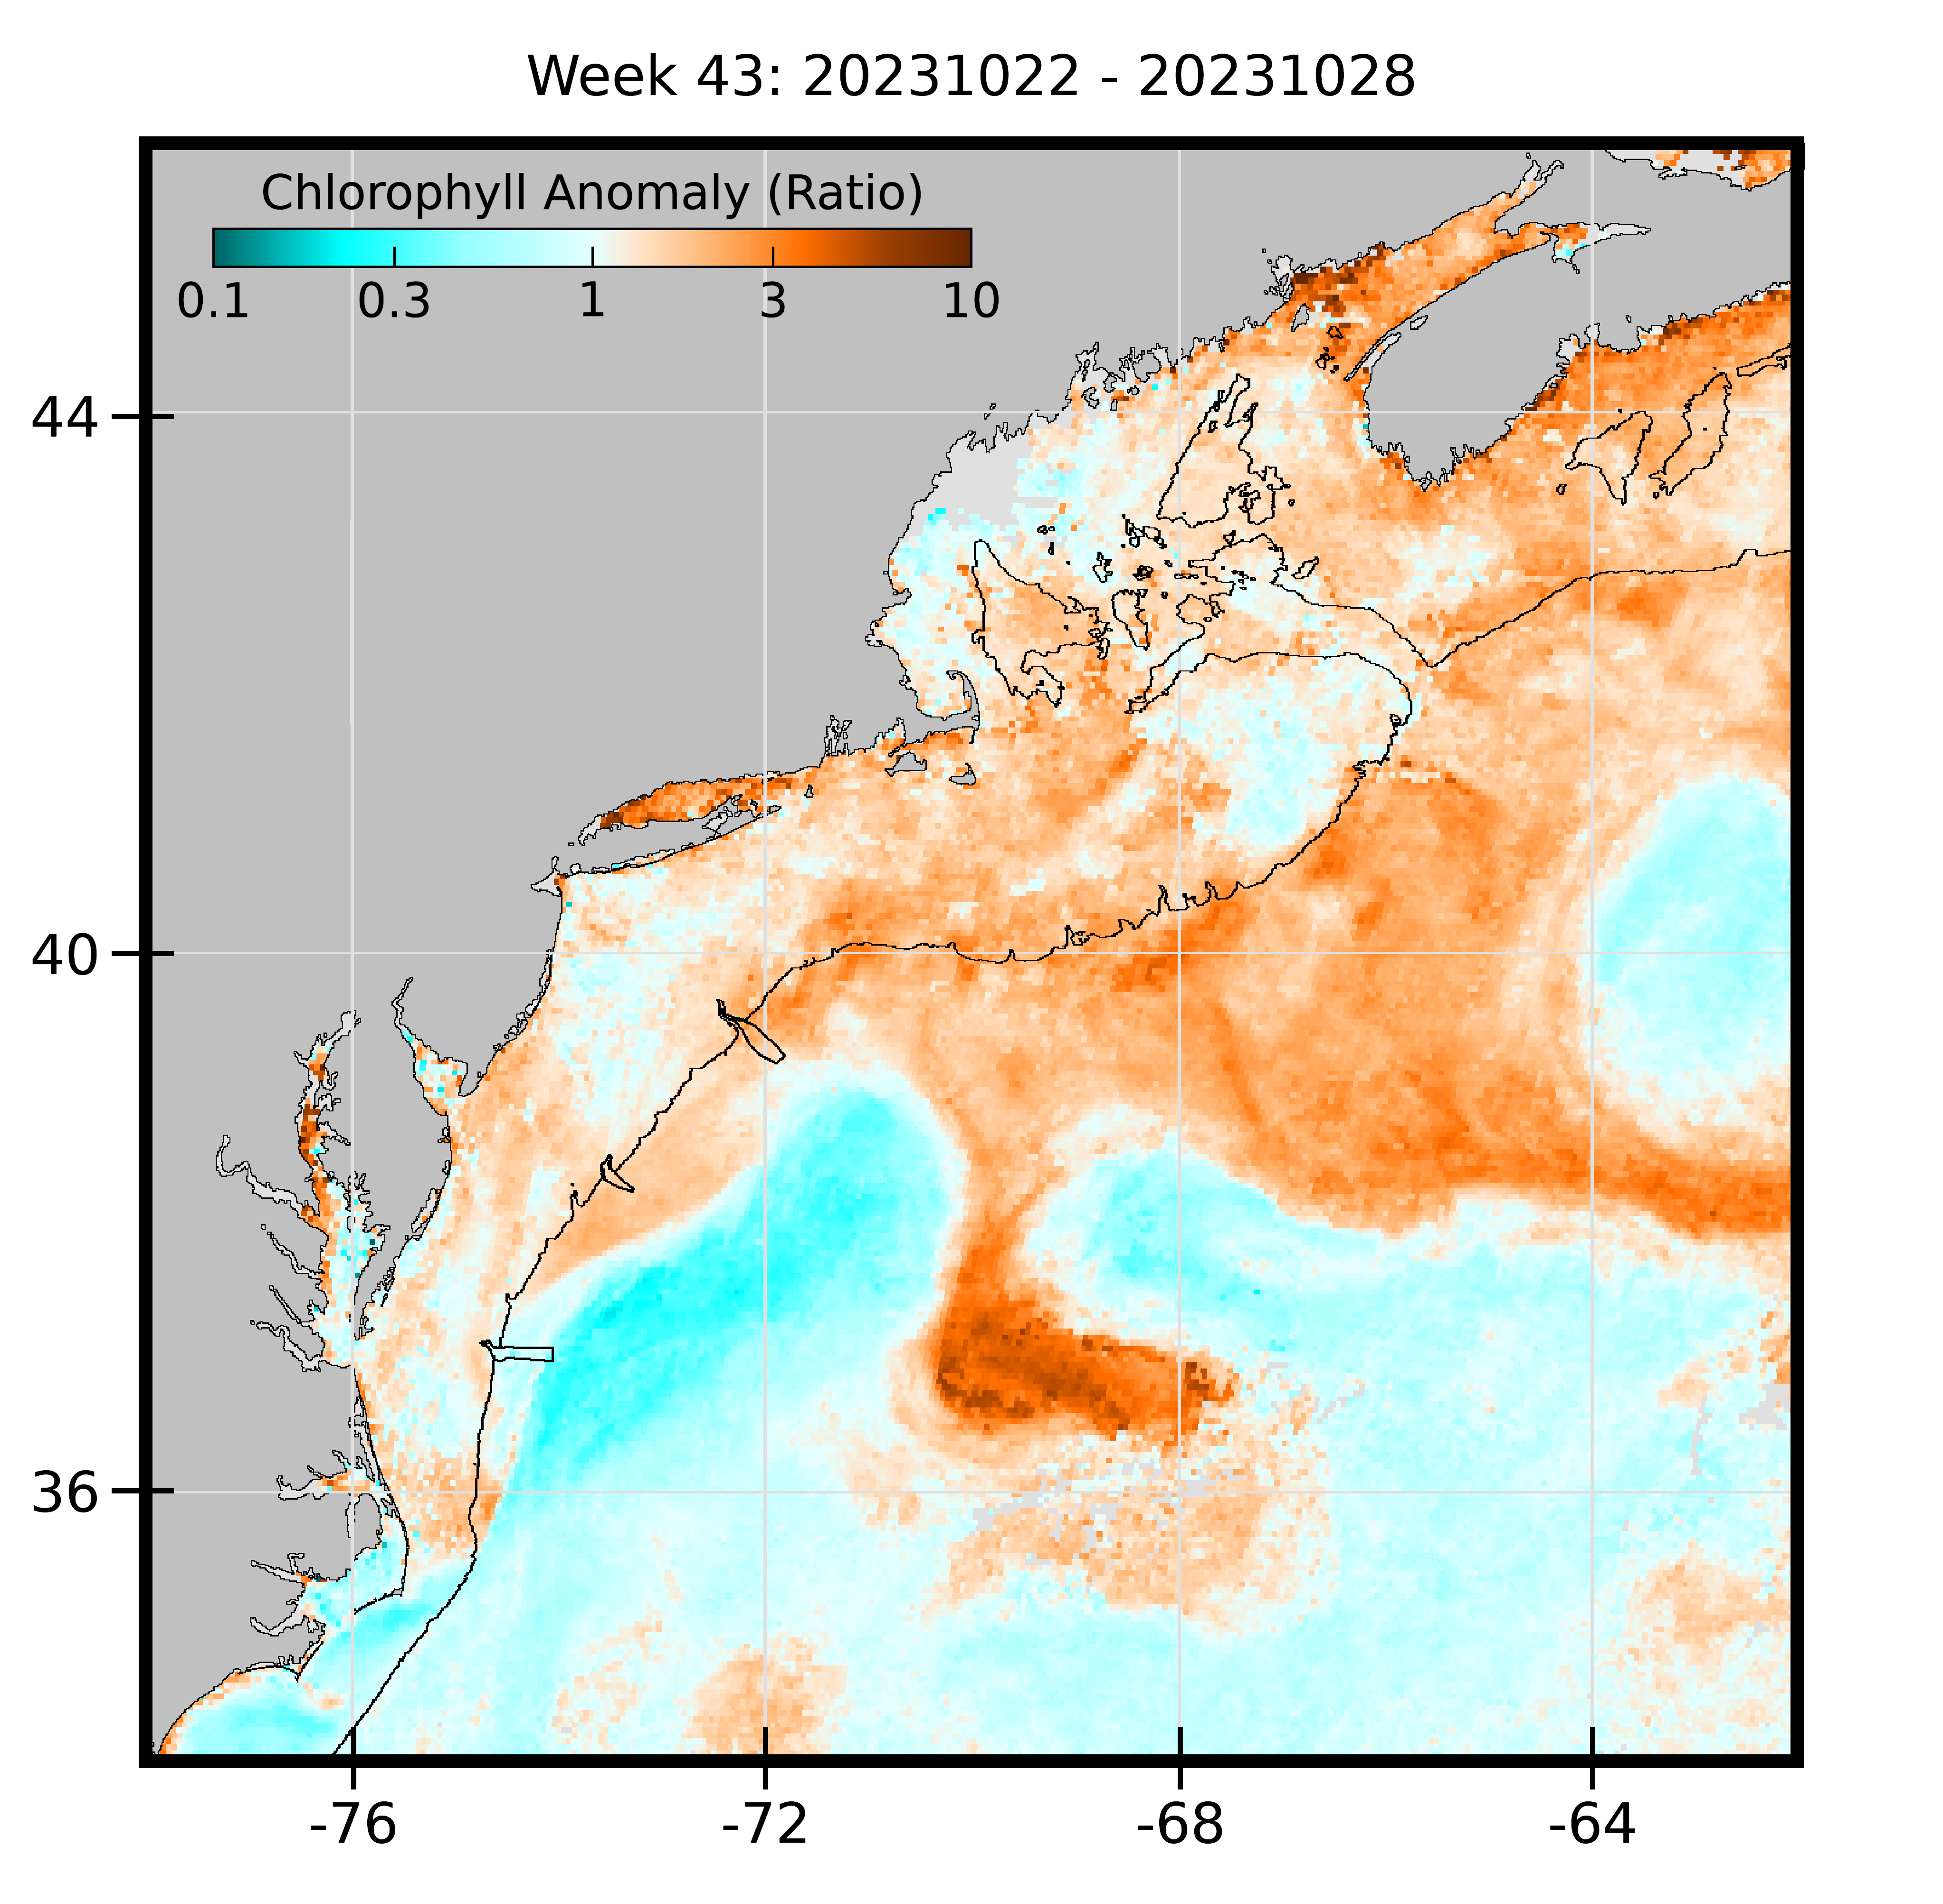 Week 43: 20231022 - 20231028
Chlorophyll Anomaly (Ratio)
0.1 0.3 1 3 10
44
40
36
-76 -72 -68 -64